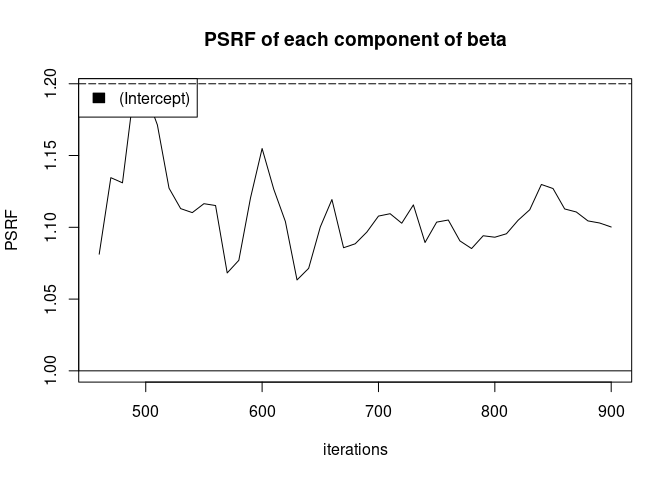 PSRF of each component of beta
(Intercept)
PSRF
1.20
1.15
1.10
1.05
1.00
500 600 700 800 900
iterations